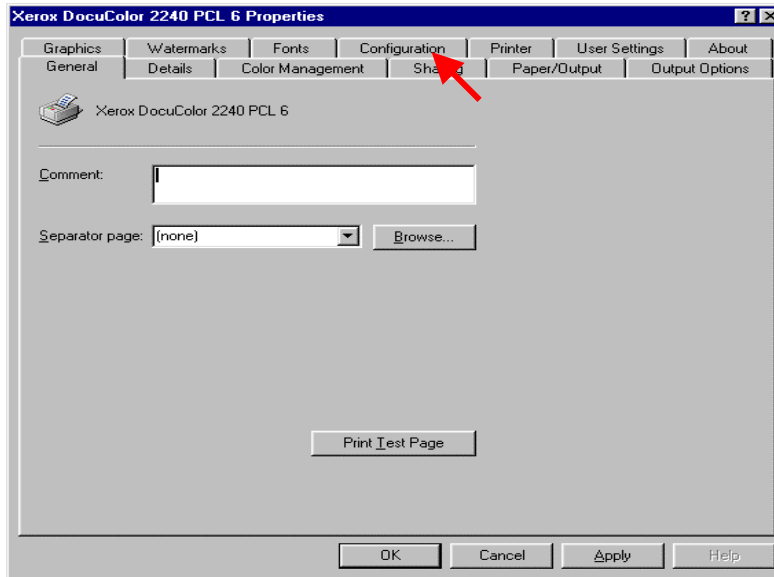 Xerox DocuColor 2240 PCL 6 Properties
Graphics Watermarks Fonts Configuration Printer User Settings About
General Details Color Management Sharing Paper/Output Output Options
Xerox DocuColor 2240 PCL 6
Comment:
Separator page: (none) Browse...
Print Test Page
OK Cancel Apply Help